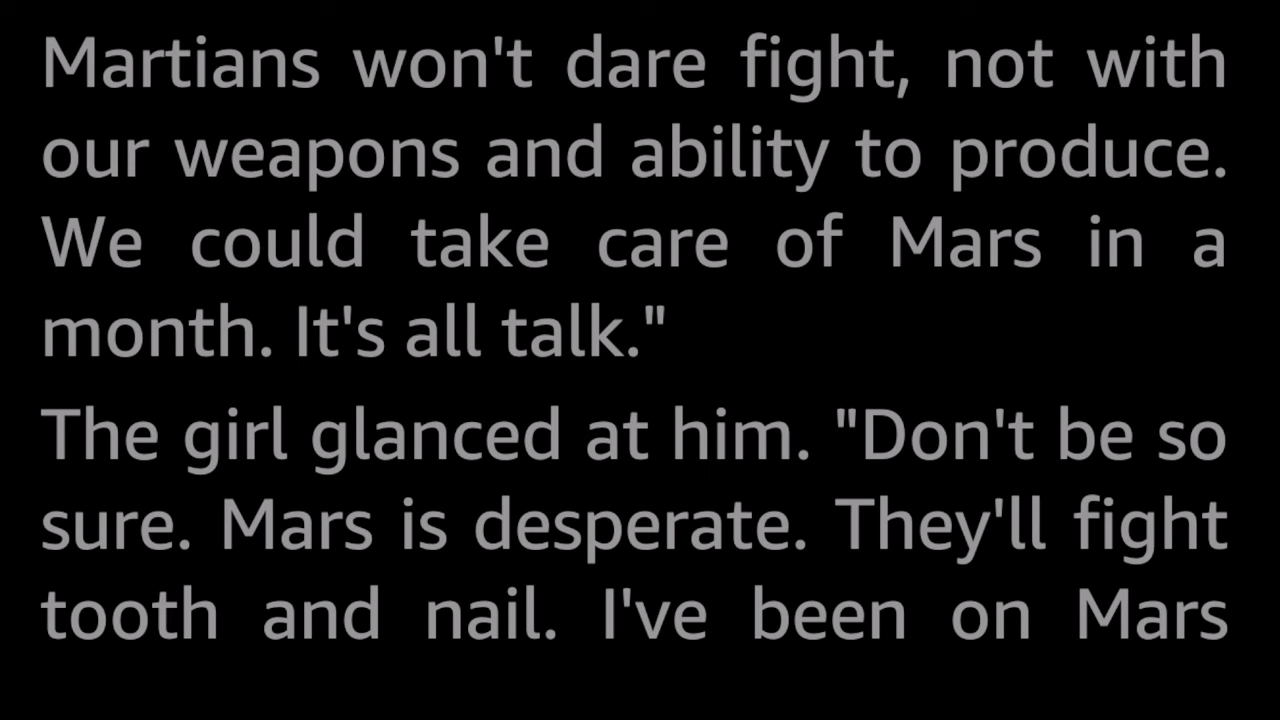 Martians won't dare fight, not with
our weapons and ability to produce.
We could take care of Mars in a
month. It's all talk."
The girl glanced at him. "Don't be so
sure. Mars is desperate. They'll fight
tooth and nail. I've been on Mars